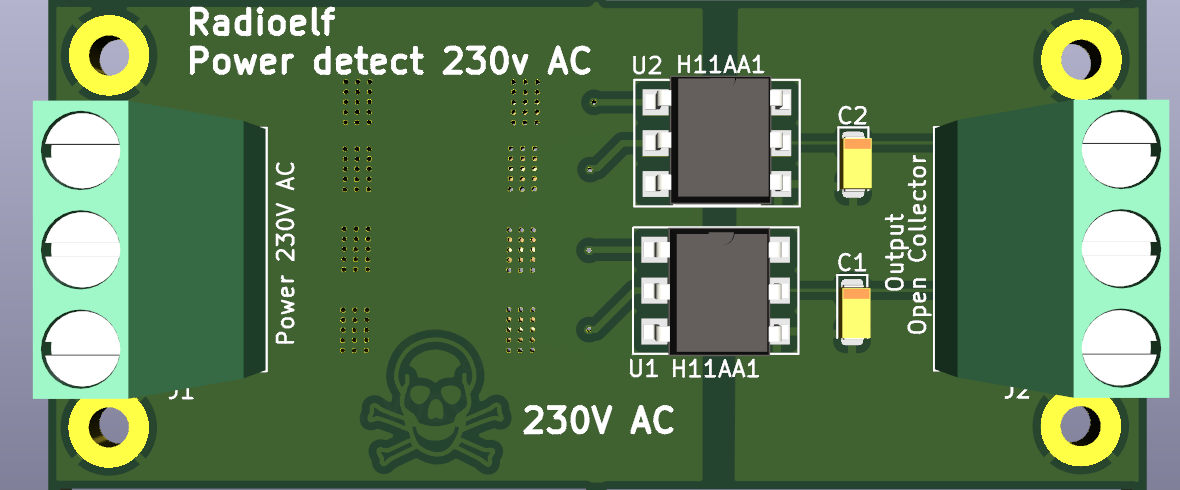 Radioelf
Power detect 230v AC
U2 H11AA1
C2
Power 230V AC
Output
Open Collector
C1
U1 H11AA1
J1
J2
230V AC